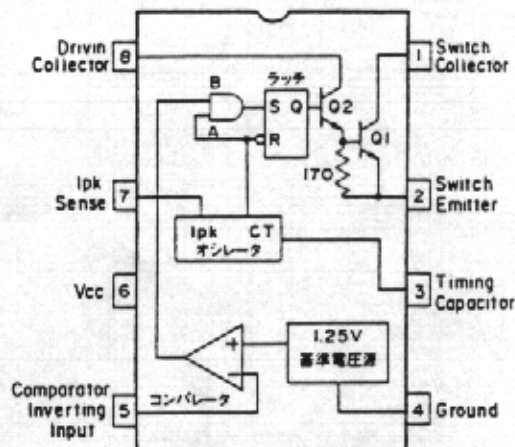 Drivin
Collector
8
1
Switch
Collector
ラッチ
B
S Q
Q2
A
R
Q1
170
Ipk
Sense
7
2
Switch
Emitter
Ipk CT
オシレータ
Vcc
6
3
Timing
Capacitor
1.25V
基準電圧源
+
−
コンパレータ
Comparator
Inverting
Input
5
4
Ground